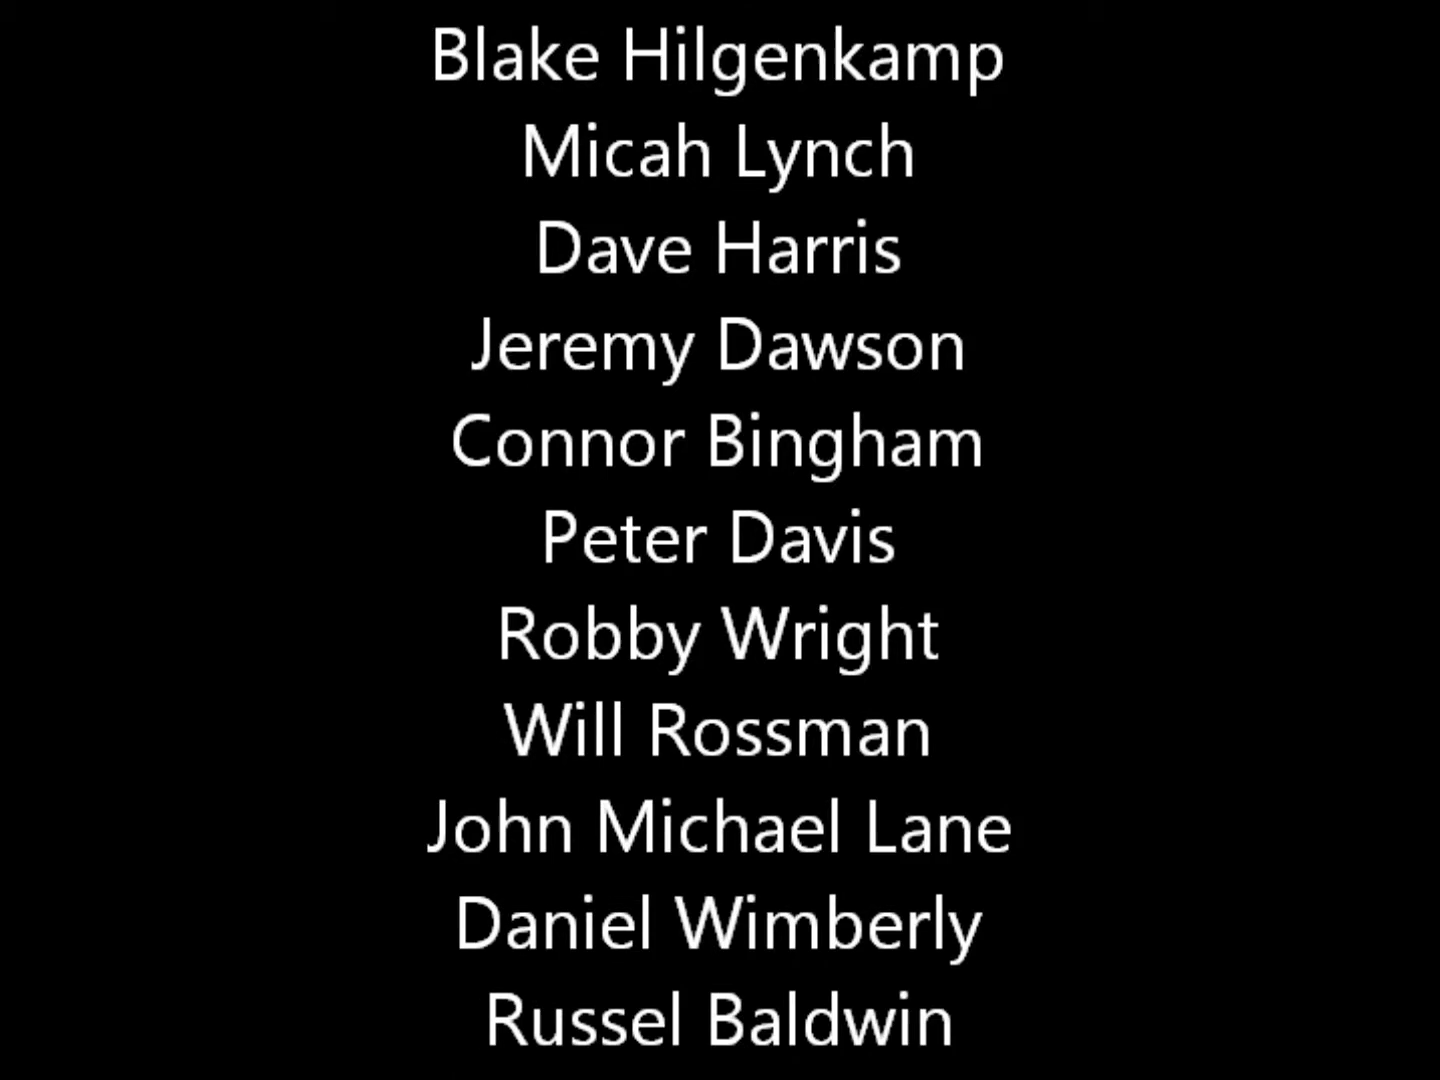 Blake Hilgenkamp
Micah Lynch
Dave Harris
Jeremy Dawson
Connor Bingham
Peter Davis
Robby Wright
Will Rossman
John Michael Lane
Daniel Wimberly
Russel Baldwin